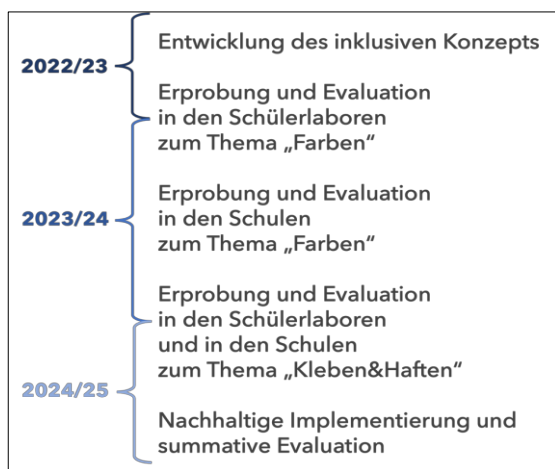 2022/23
Entwicklung des inklusiven Konzepts
Erprobung und Evaluation
in den Schülerlaboren
zum Thema „Farben“
2023/24
Erprobung und Evaluation
in den Schulen
zum Thema „Farben“
Erprobung und Evaluation
in den Schülerlaboren
und in den Schulen
zum Thema „Kleben&Haften“
2024/25
Nachhaltige Implementierung und
summative Evaluation